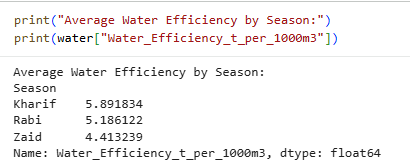 print("Average Water Efficiency by Season:")
print(water["Water_Efficiency_t_per_1000m3"])
Average Water Efficiency by Season:
Season
Kharif    5.891834
Rabi      5.186122
Zaid      4.413239
Name: Water_Efficiency_t_per_1000m3, dtype: float64